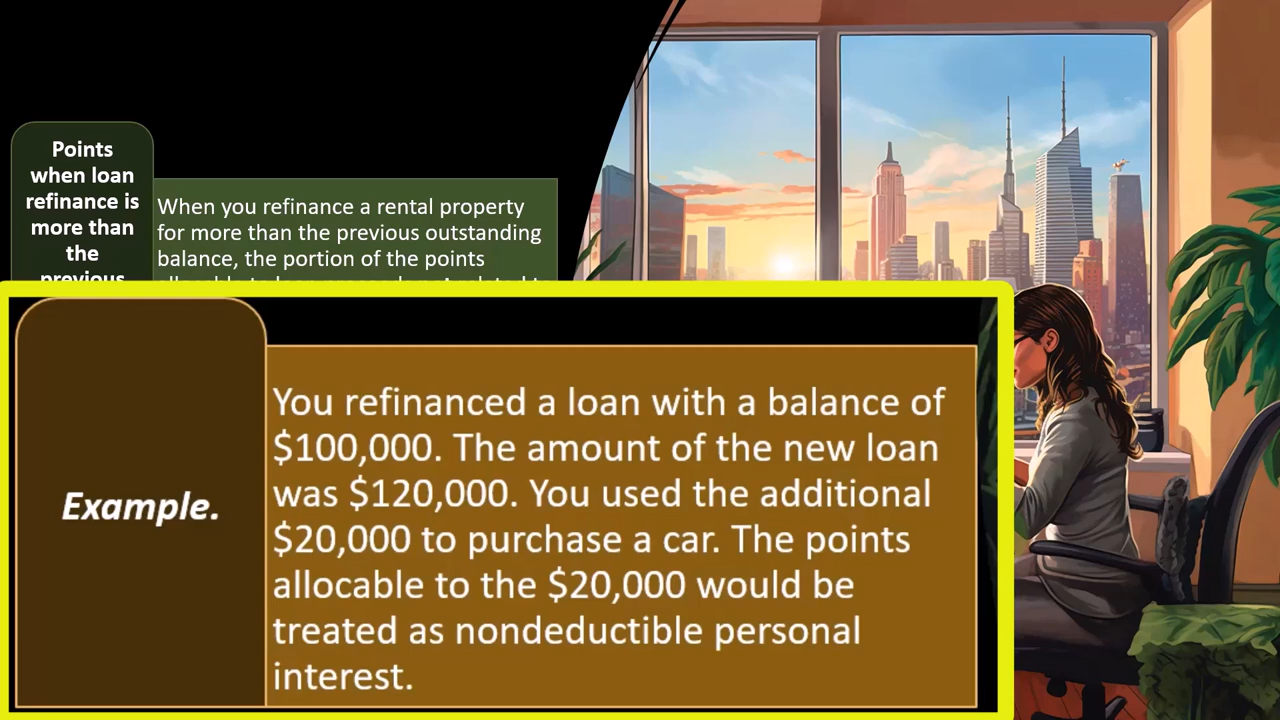 Points
when loan
refinance is
more than
the
previous
When you refinance a rental property
for more than the previous outstanding
balance, the portion of the points
Example.
You refinanced a loan with a balance of
$100,000. The amount of the new loan
was $120,000. You used the additional
$20,000 to purchase a car. The points
allocable to the $20,000 would be
treated as nondeductible personal
interest.